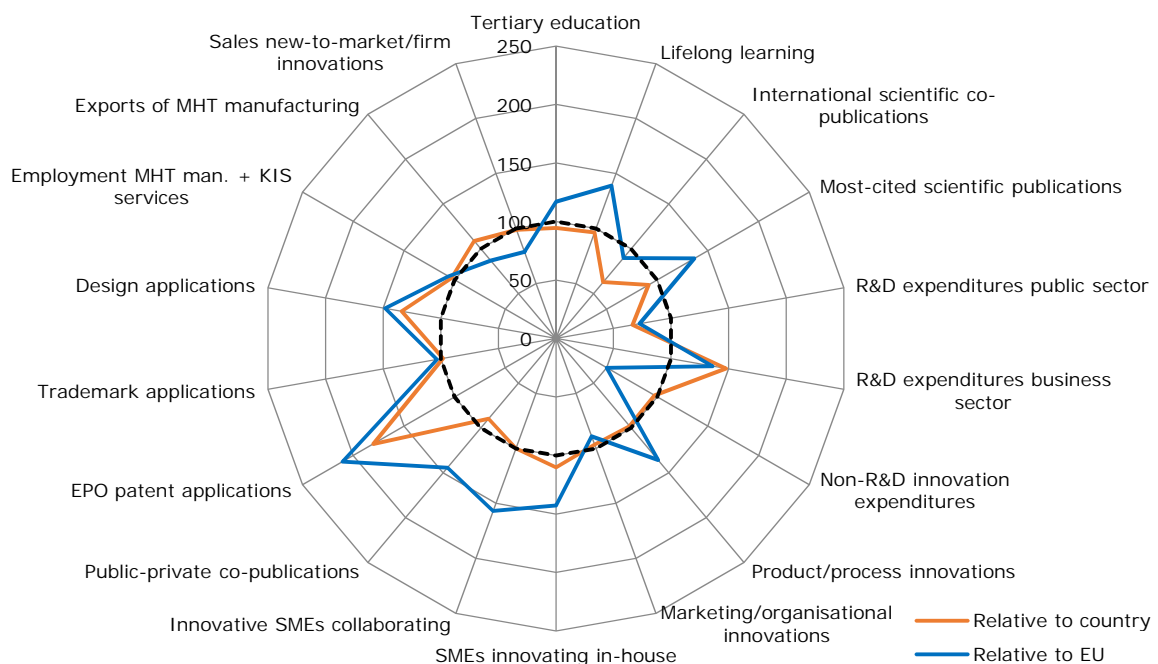 Tertiary education
250
Sales new-to-market/firm
innovations
Lifelong learning
200
Exports of MHT manufacturing
International scientific co-
publications
150
Employment MHT man. + KIS
services
Most-cited scientific publications
100
50
Design applications
R&D expenditures public sector
0
Trademark applications
R&D expenditures business
sector
EPO patent applications
Non-R&D innovation
expenditures
Public-private co-publications
Product/process innovations
Innovative SMEs collaborating
Marketing/organisational
innovations
SMEs innovating in-house
Relative to country
Relative to EU